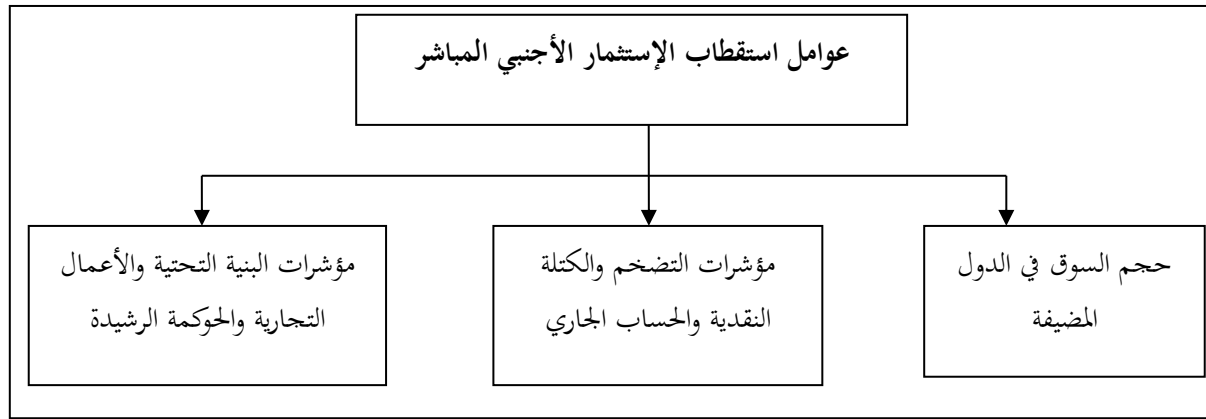 عوامل استقطاب الإستثمار الأجنبي المباشر
حجم السوق في الدول
المضيفة
مؤشرات التضخم والكتلة
النقدية والحساب الجاري
مؤشرات البنية التحتية والأعمال
التجارية والحوكمة الرشيدة